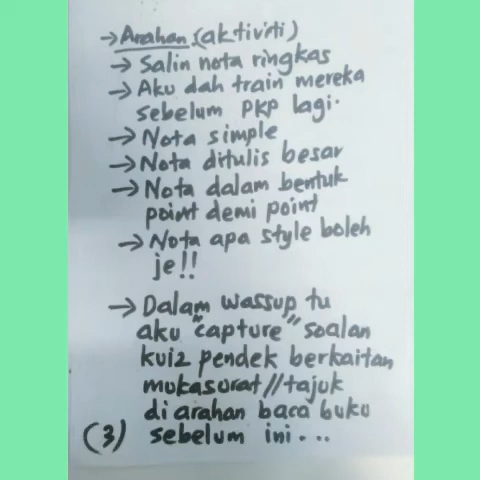 → Arahan (aktiviti)
→ Salin nota ringkas
→ Aku dah train mereka
sebelum PKP lagi.
→ Nota simple
→ Nota ditulis besar
→ Nota dalam bentuk
point demi point
→ Nota apa style boleh
je!!
→ Dalam wassup tu
aku "capture" soalan
kuiz pendek berkaitan
mukasurat//tajuk
di arahan baca buku
(3) sebelum ini...